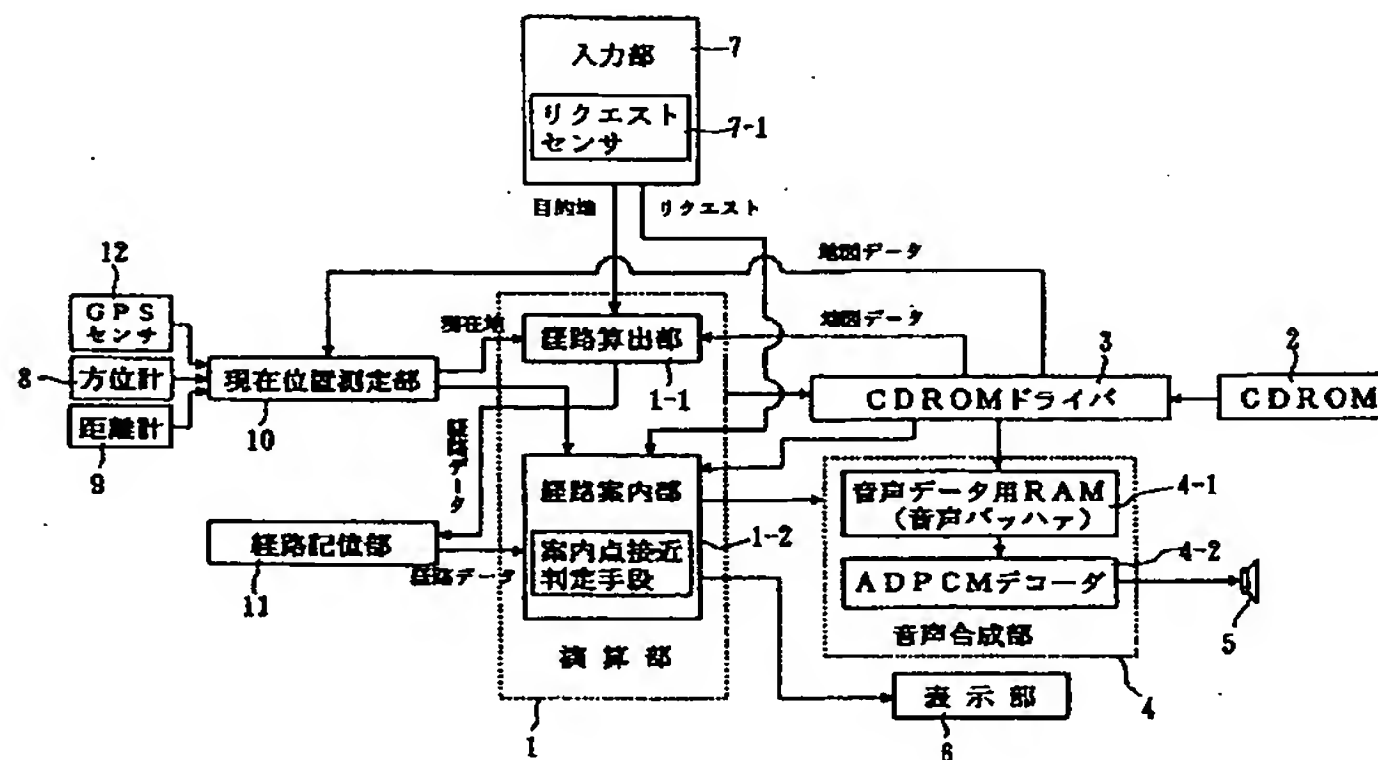 入力部
7
リクエスト
センサ
7-1
目的地
リクエスト
地図データ
12
GPS
センサ
現在地
経路算出部
地図データ
3
2
8
方位計
現在位置測定部
1-1
CDROMドライバ
CDROM
距離計
10
9
経路データ
経路案内部
音声データ用RAM
(音声バッハァ)
4-1
経路記位部
11
経路データ
案内点接近
判定手段
1-2
4-2
ADPCMデコーダ
5
演算部
音声合成部
表示部
4
1
6